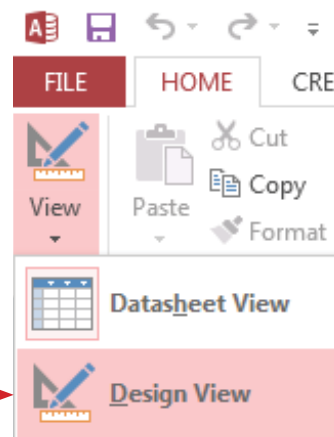 FILE HOME CRE
View Paste Cut
Copy
Format
Datasheet View
Design View